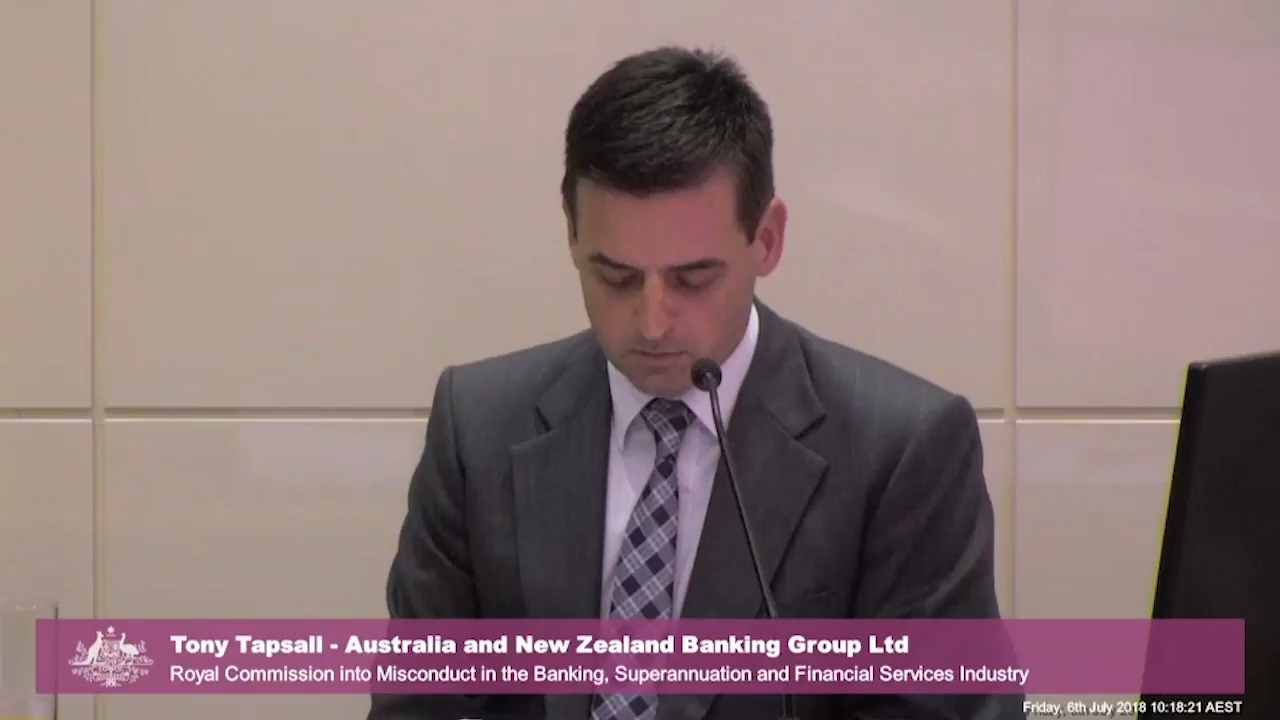 Tony Tapsall - Australia and New Zealand Banking Group Ltd
Royal Commission into Misconduct in the Banking, Superannuation and Financial Services Industry
Friday, 6th July 2018 10:18:21 AEST